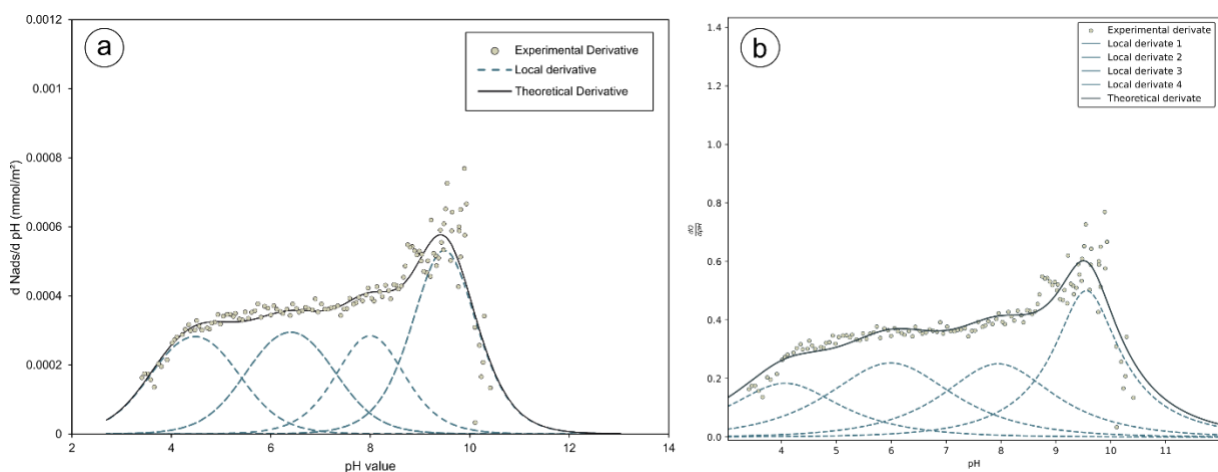 a
Experimental Derivative
Local derivative
Theoretical Derivative
d Nads/d pH (mmol/m²)
0.0012
0.001
0.0008
0.0006
0.0004
0.0002
0
2
4
6
8
10
12
14
pH value
b
Experimental derivate
Local derivate 1
Local derivate 2
Local derivate 3
Local derivate 4
Theoretical derivate
1.4
1.2
1.0
0.8
0.6
0.4
0.2
0.0
4
5
6
7
8
9
10
11
pH